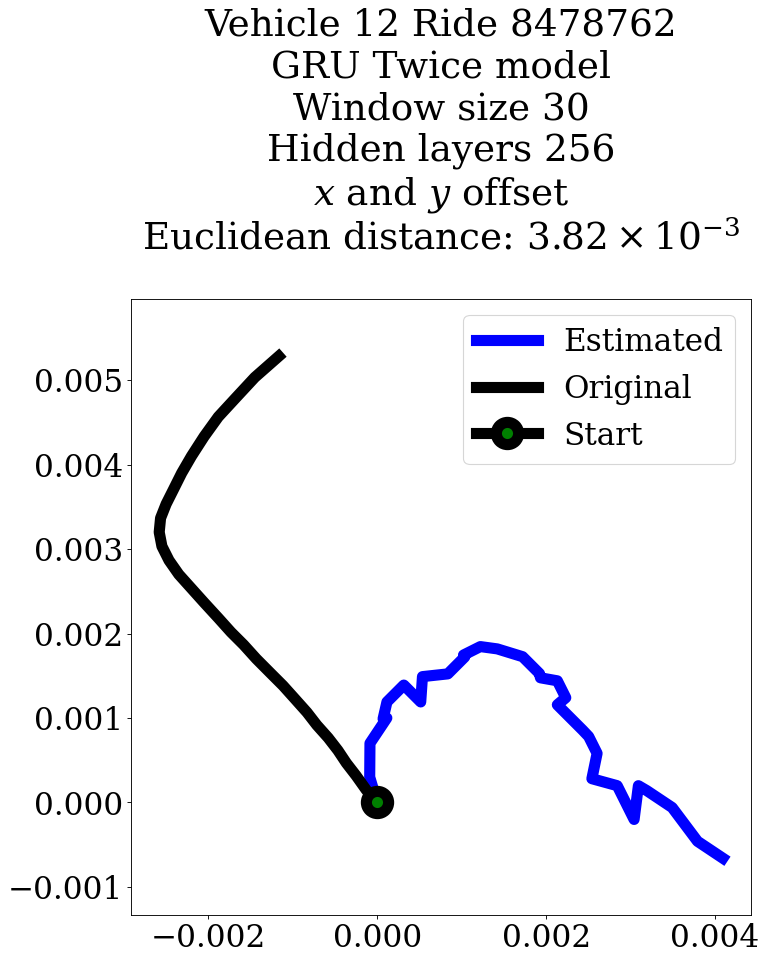 Vehicle 12 Ride 8478762
GRU Twice model
Window size 30
Hidden layers 256
x and y offset
Euclidean distance: 3.82 × 10⁻³
Estimated
Original
Start
0.005
0.004
0.003
0.002
0.001
0.000
−0.001
−0.002 0.000 0.002 0.004